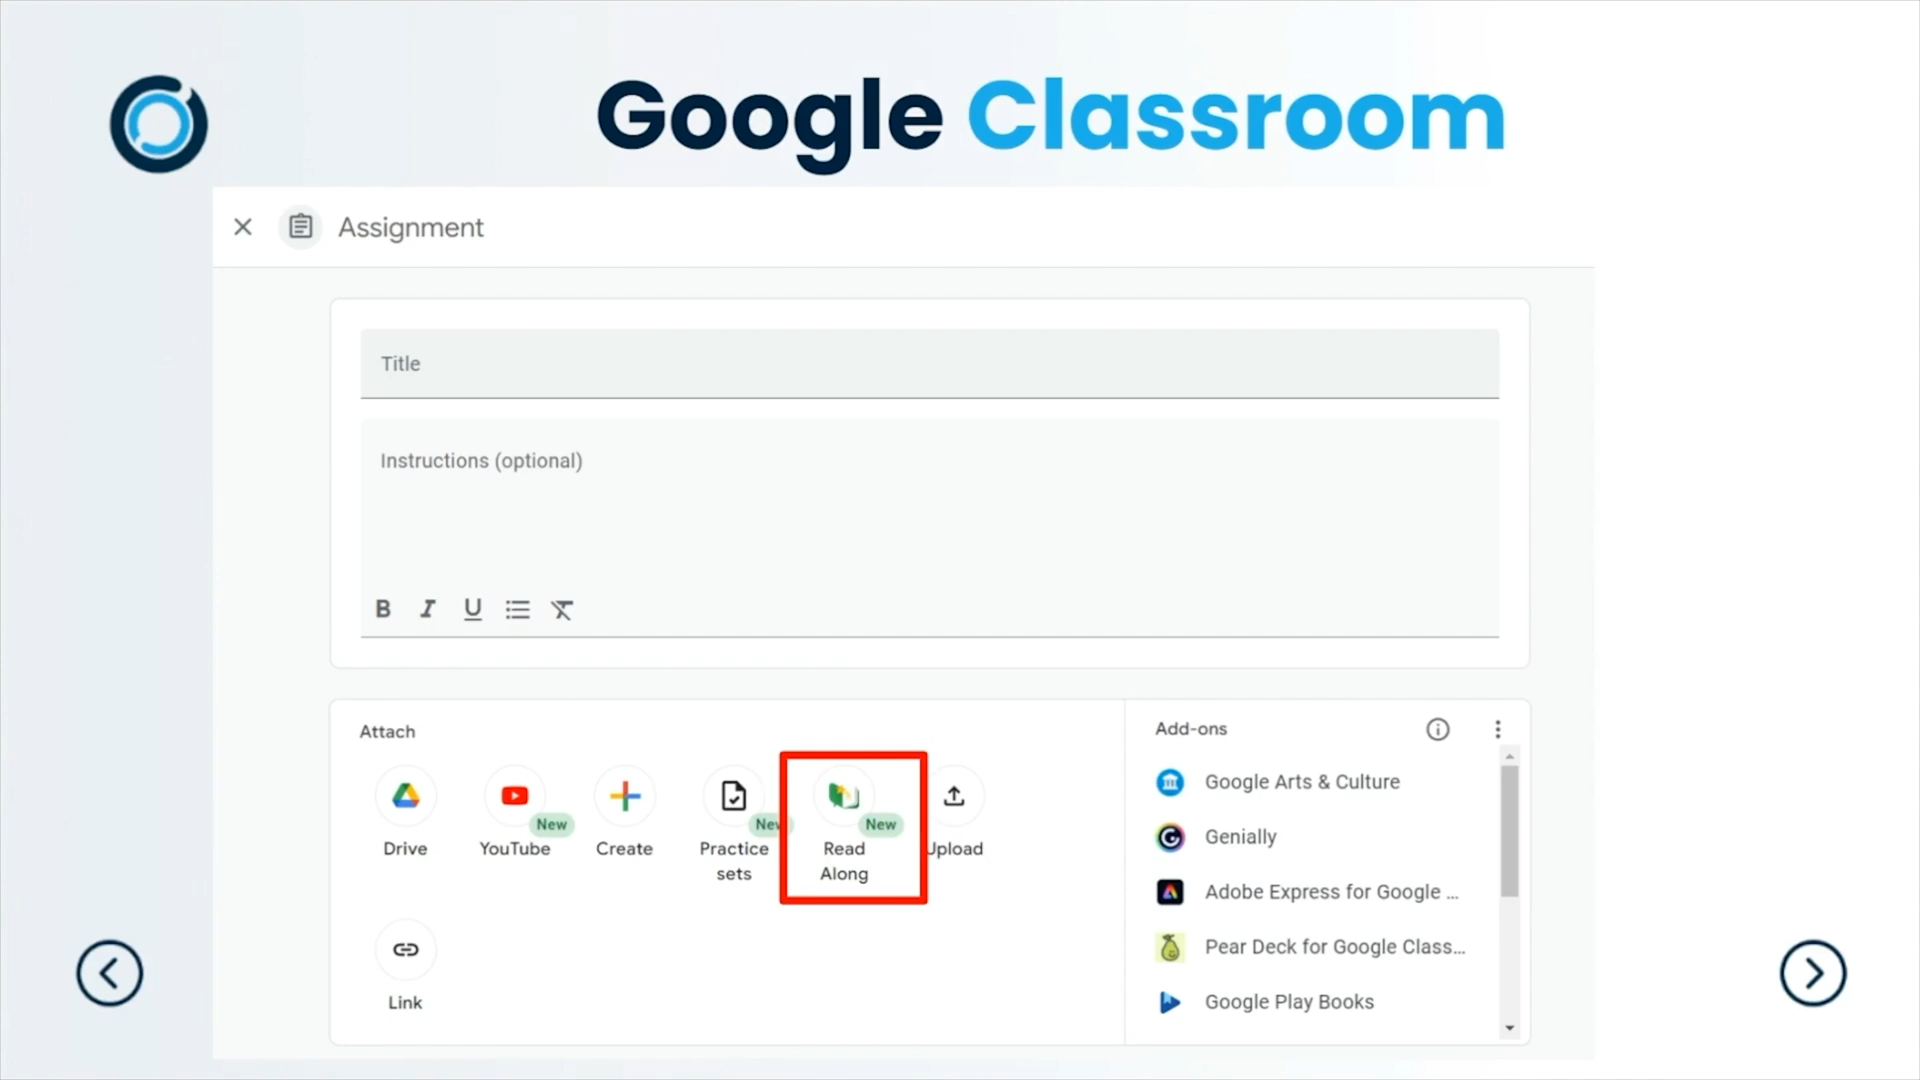 Google Classroom
Assignment
Title
Instructions (optional)
B I U
Attach
Drive
YouTube
New
Create
Practice
sets
New
Read
Along
New
Upload
Link
Add-ons
Google Arts & Culture
Genially
Adobe Express for Google ...
Pear Deck for Google Class...
Google Play Books